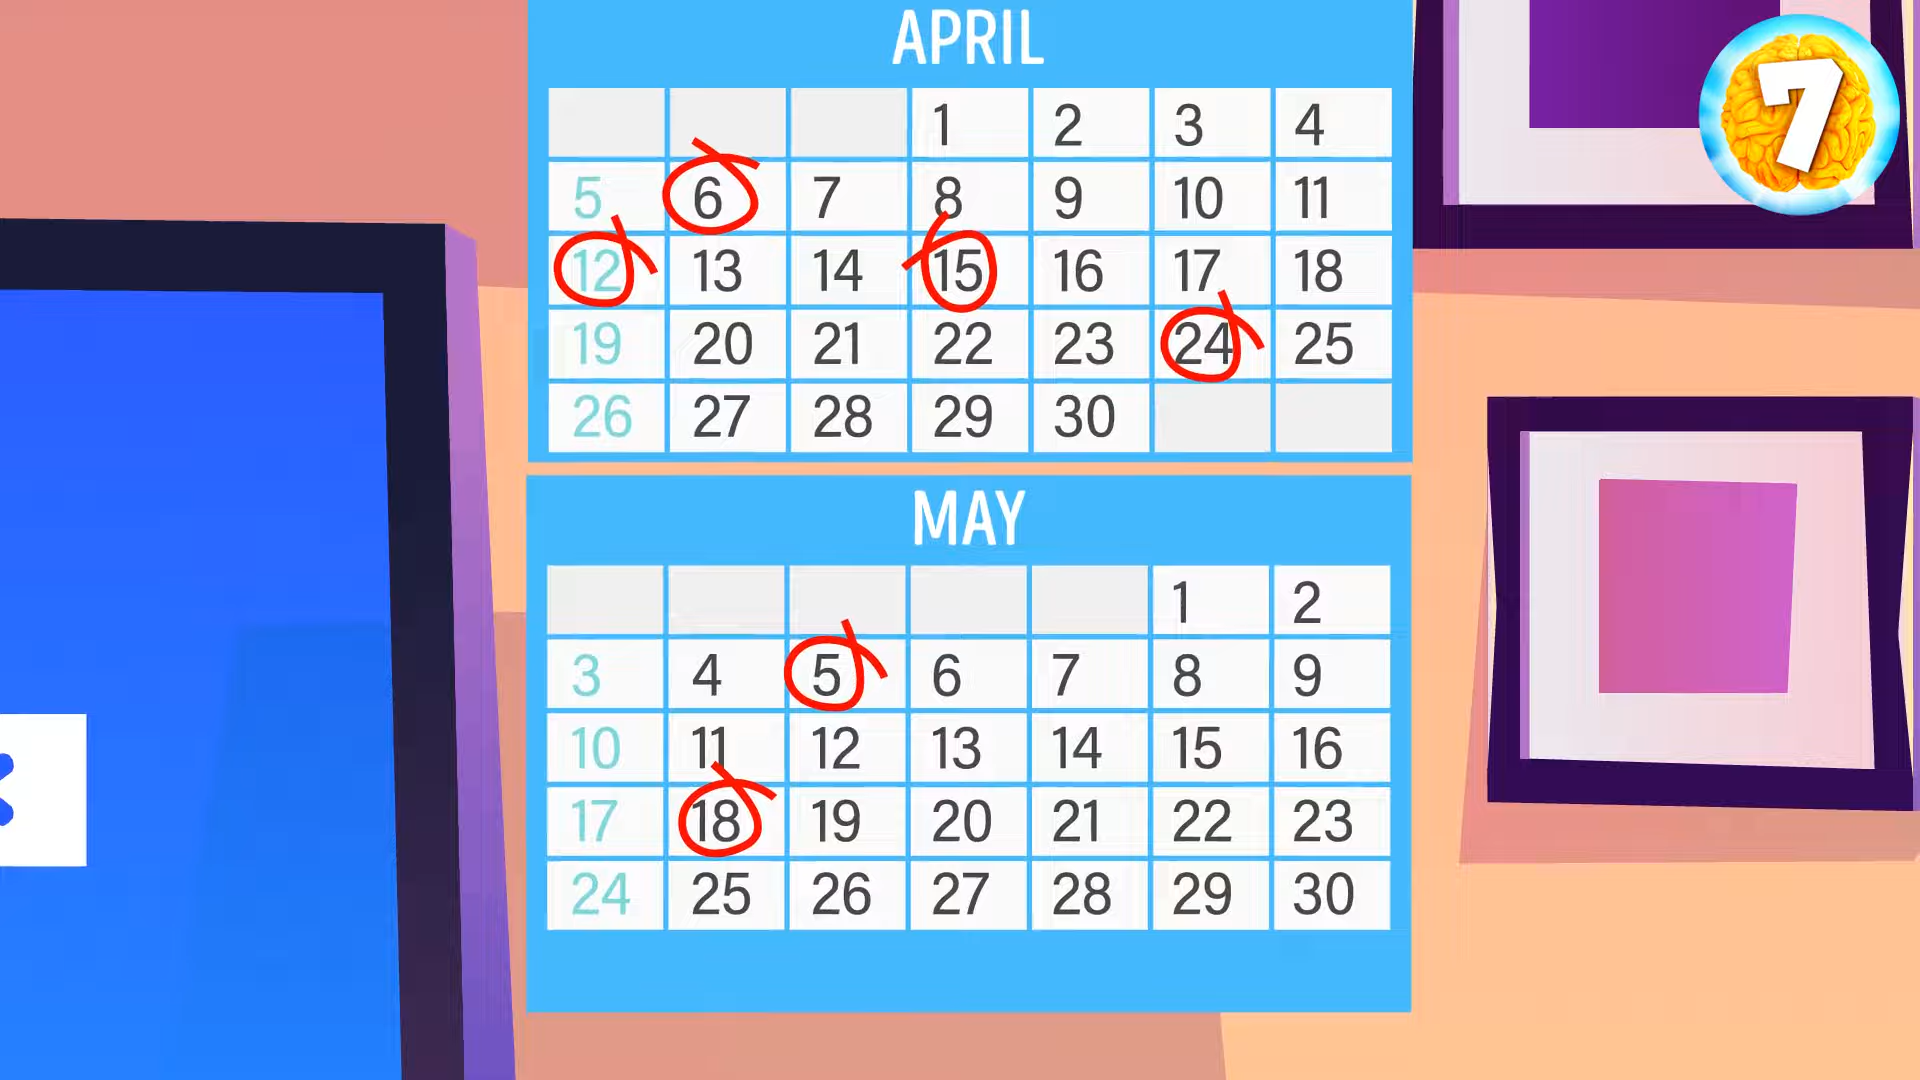 APRIL
1 2 3 4
5 6 7 8 9 10 11
12 13 14 15 16 17 18
19 20 21 22 23 24 25
26 27 28 29 30
MAY
1 2
3 4 5 6 7 8 9
10 11 12 13 14 15 16
17 18 19 20 21 22 23
24 25 26 27 28 29 30
7